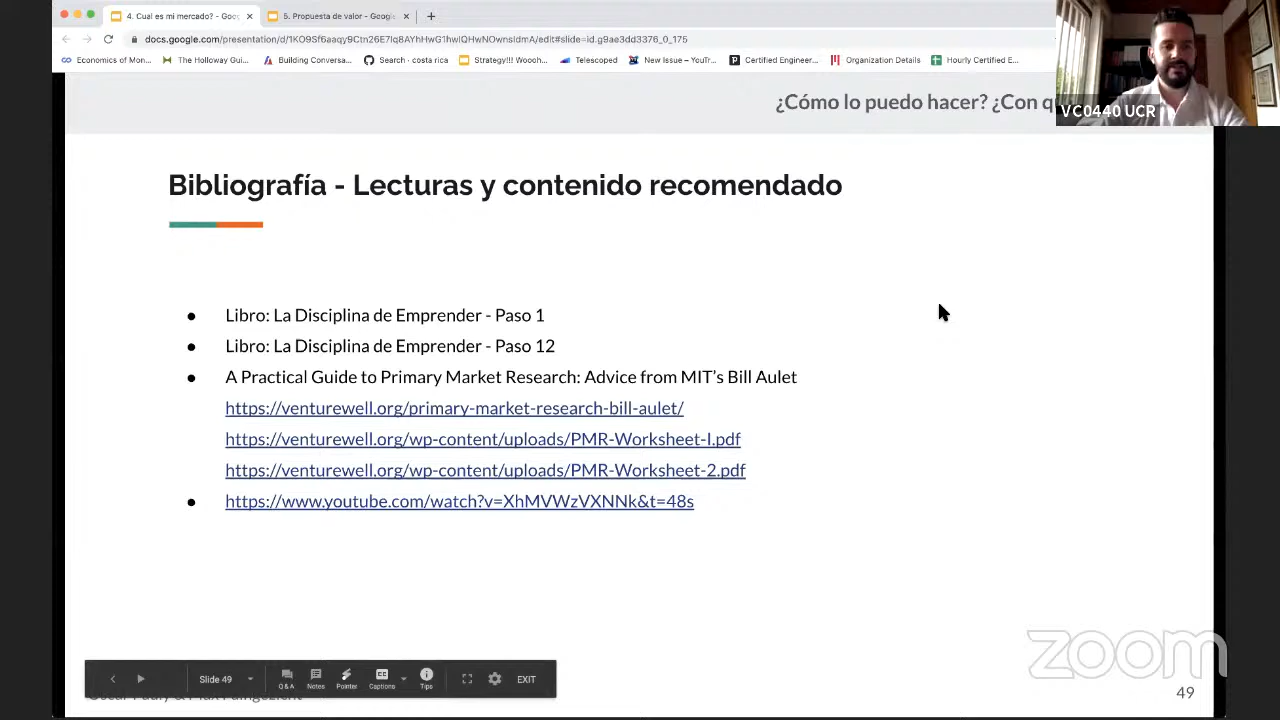 4. Cual es mi mercado? - Goo
5. Propuesta de valor - Google
docs.google.com/presentation/d/1KO9Sf6aaqy9Ctn26E7Iq8AYhHwG1hwIQHwNOwnsIdmA/edit#slide=id.g9ae3dd3376_0_175
Economics of Mon...
The Holloway Gui...
Building Conversa...
Search · costa rica
Strategy!!! Woooh...
Telescoped
New Issue – YouTr...
Certified Engineer...
Organization Details
Hourly Certified E...
¿Cómo lo puedo hacer? ¿Con
VC0440 UCR
Bibliografía - Lecturas y contenido recomendado
● Libro: La Disciplina de Emprender - Paso 1
● Libro: La Disciplina de Emprender - Paso 12
● A Practical Guide to Primary Market Research: Advice from MIT’s Bill Aulet
https://venturewell.org/primary-market-research-bill-aulet/
https://venturewell.org/wp-content/uploads/PMR-Worksheet-I.pdf
https://venturewell.org/wp-content/uploads/PMR-Worksheet-2.pdf
● https://www.youtube.com/watch?v=XhMVWzVXNNk&t=48s
zoom
Slide 49
Q&A
Notes
Pointer
Captions
Tips
EXIT
49